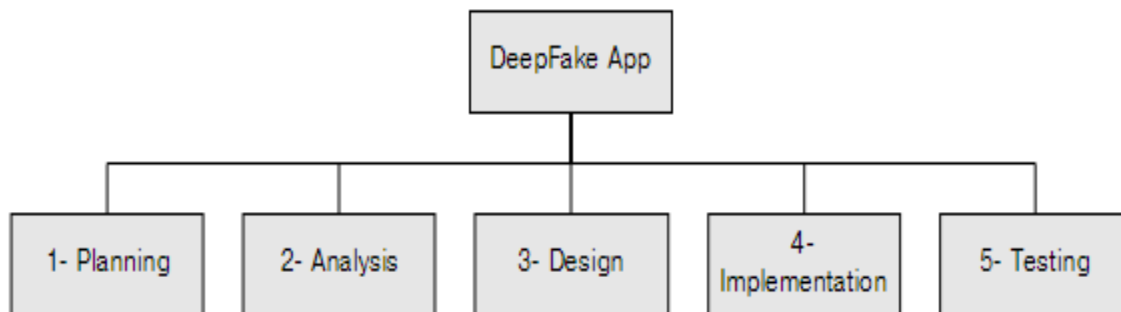 DeepFake App
1- Planning
2- Analysis
3- Design
4-
Implementation
5- Testing